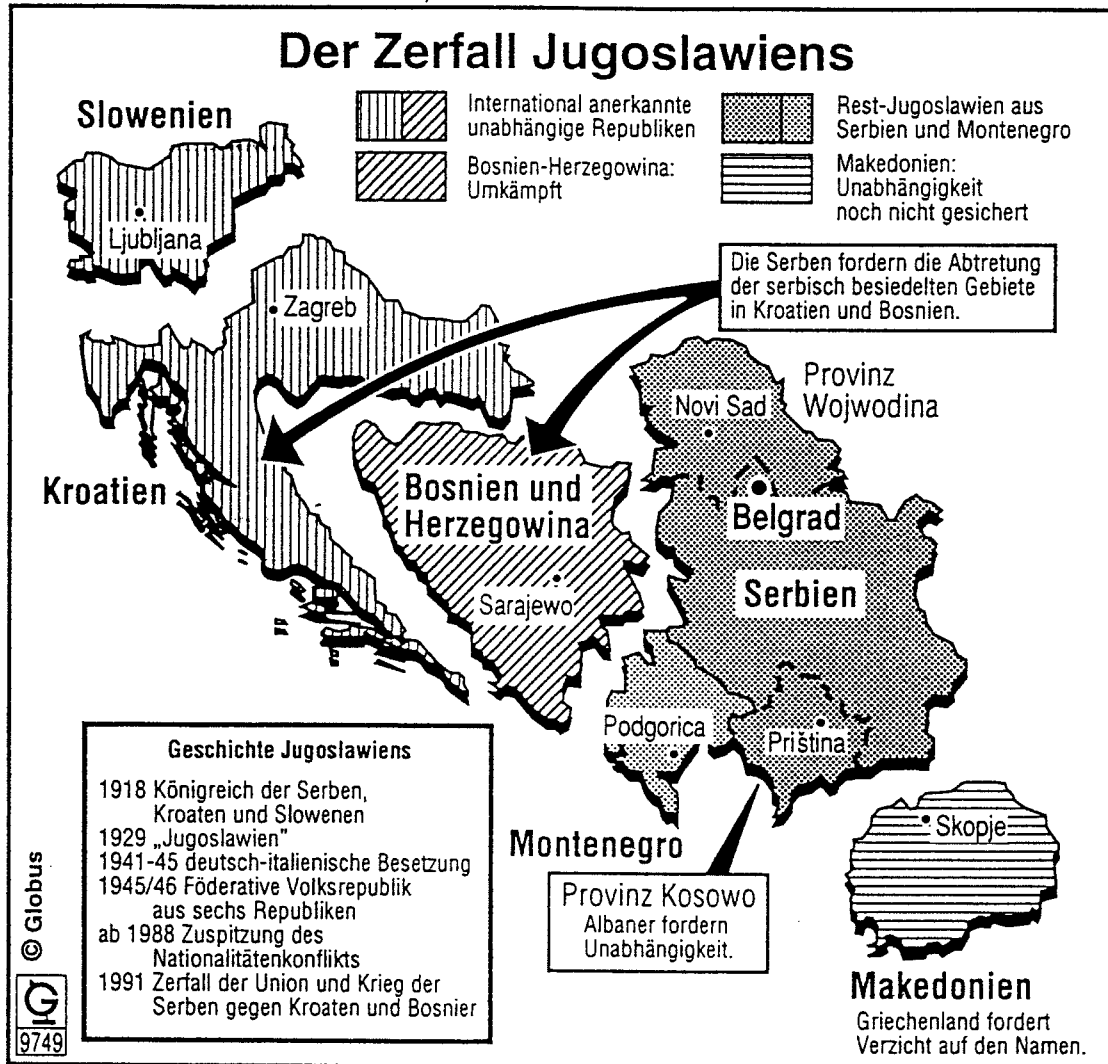 Der Zerfall Jugoslawiens
International anerkannte
unabhängige Republiken
Bosnien-Herzegowina:
Umkämpft
Rest-Jugoslawien aus
Serbien und Montenegro
Makedonien:
Unabhängigkeit
noch nicht gesichert
Slowenien
Ljubljana
Zagreb
Die Serben fordern die Abtretung
der serbisch besiedelten Gebiete
in Kroatien und Bosnien.
Provinz
Wojwodina
Novi Sad
Kroatien
Bosnien und
Herzegowina
Belgrad
Sarajewo
Serbien
Podgorica
Priština
Montenegro
Provinz Kosowo
Albaner fordern
Unabhängigkeit.
Skopje
Makedonien
Griechenland fordert
Verzicht auf den Namen.
Geschichte Jugoslawiens
1918 Königreich der Serben,
Kroaten und Slowenen
1929 „Jugoslawien"
1941-45 deutsch-italienische Besetzung
1945/46 Föderative Volksrepublik
aus sechs Republiken
ab 1988 Zuspitzung des
Nationalitätenkonflikts
1991 Zerfall der Union und Krieg der
Serben gegen Kroaten und Bosnier
© Globus
9749